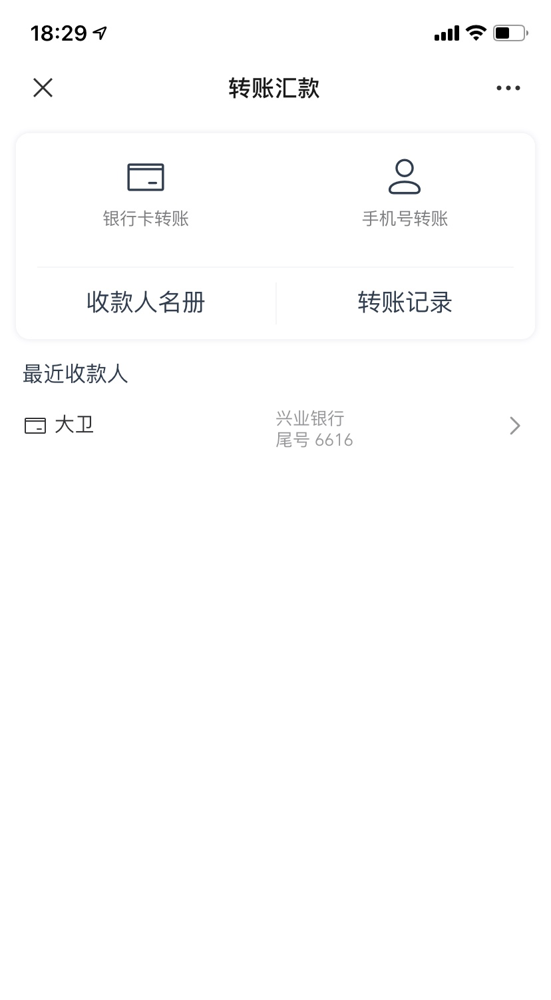 18:29
转账汇款
银行卡转账
手机号转账
收款人名册
转账记录
最近收款人
大卫
兴业银行
尾号 6616